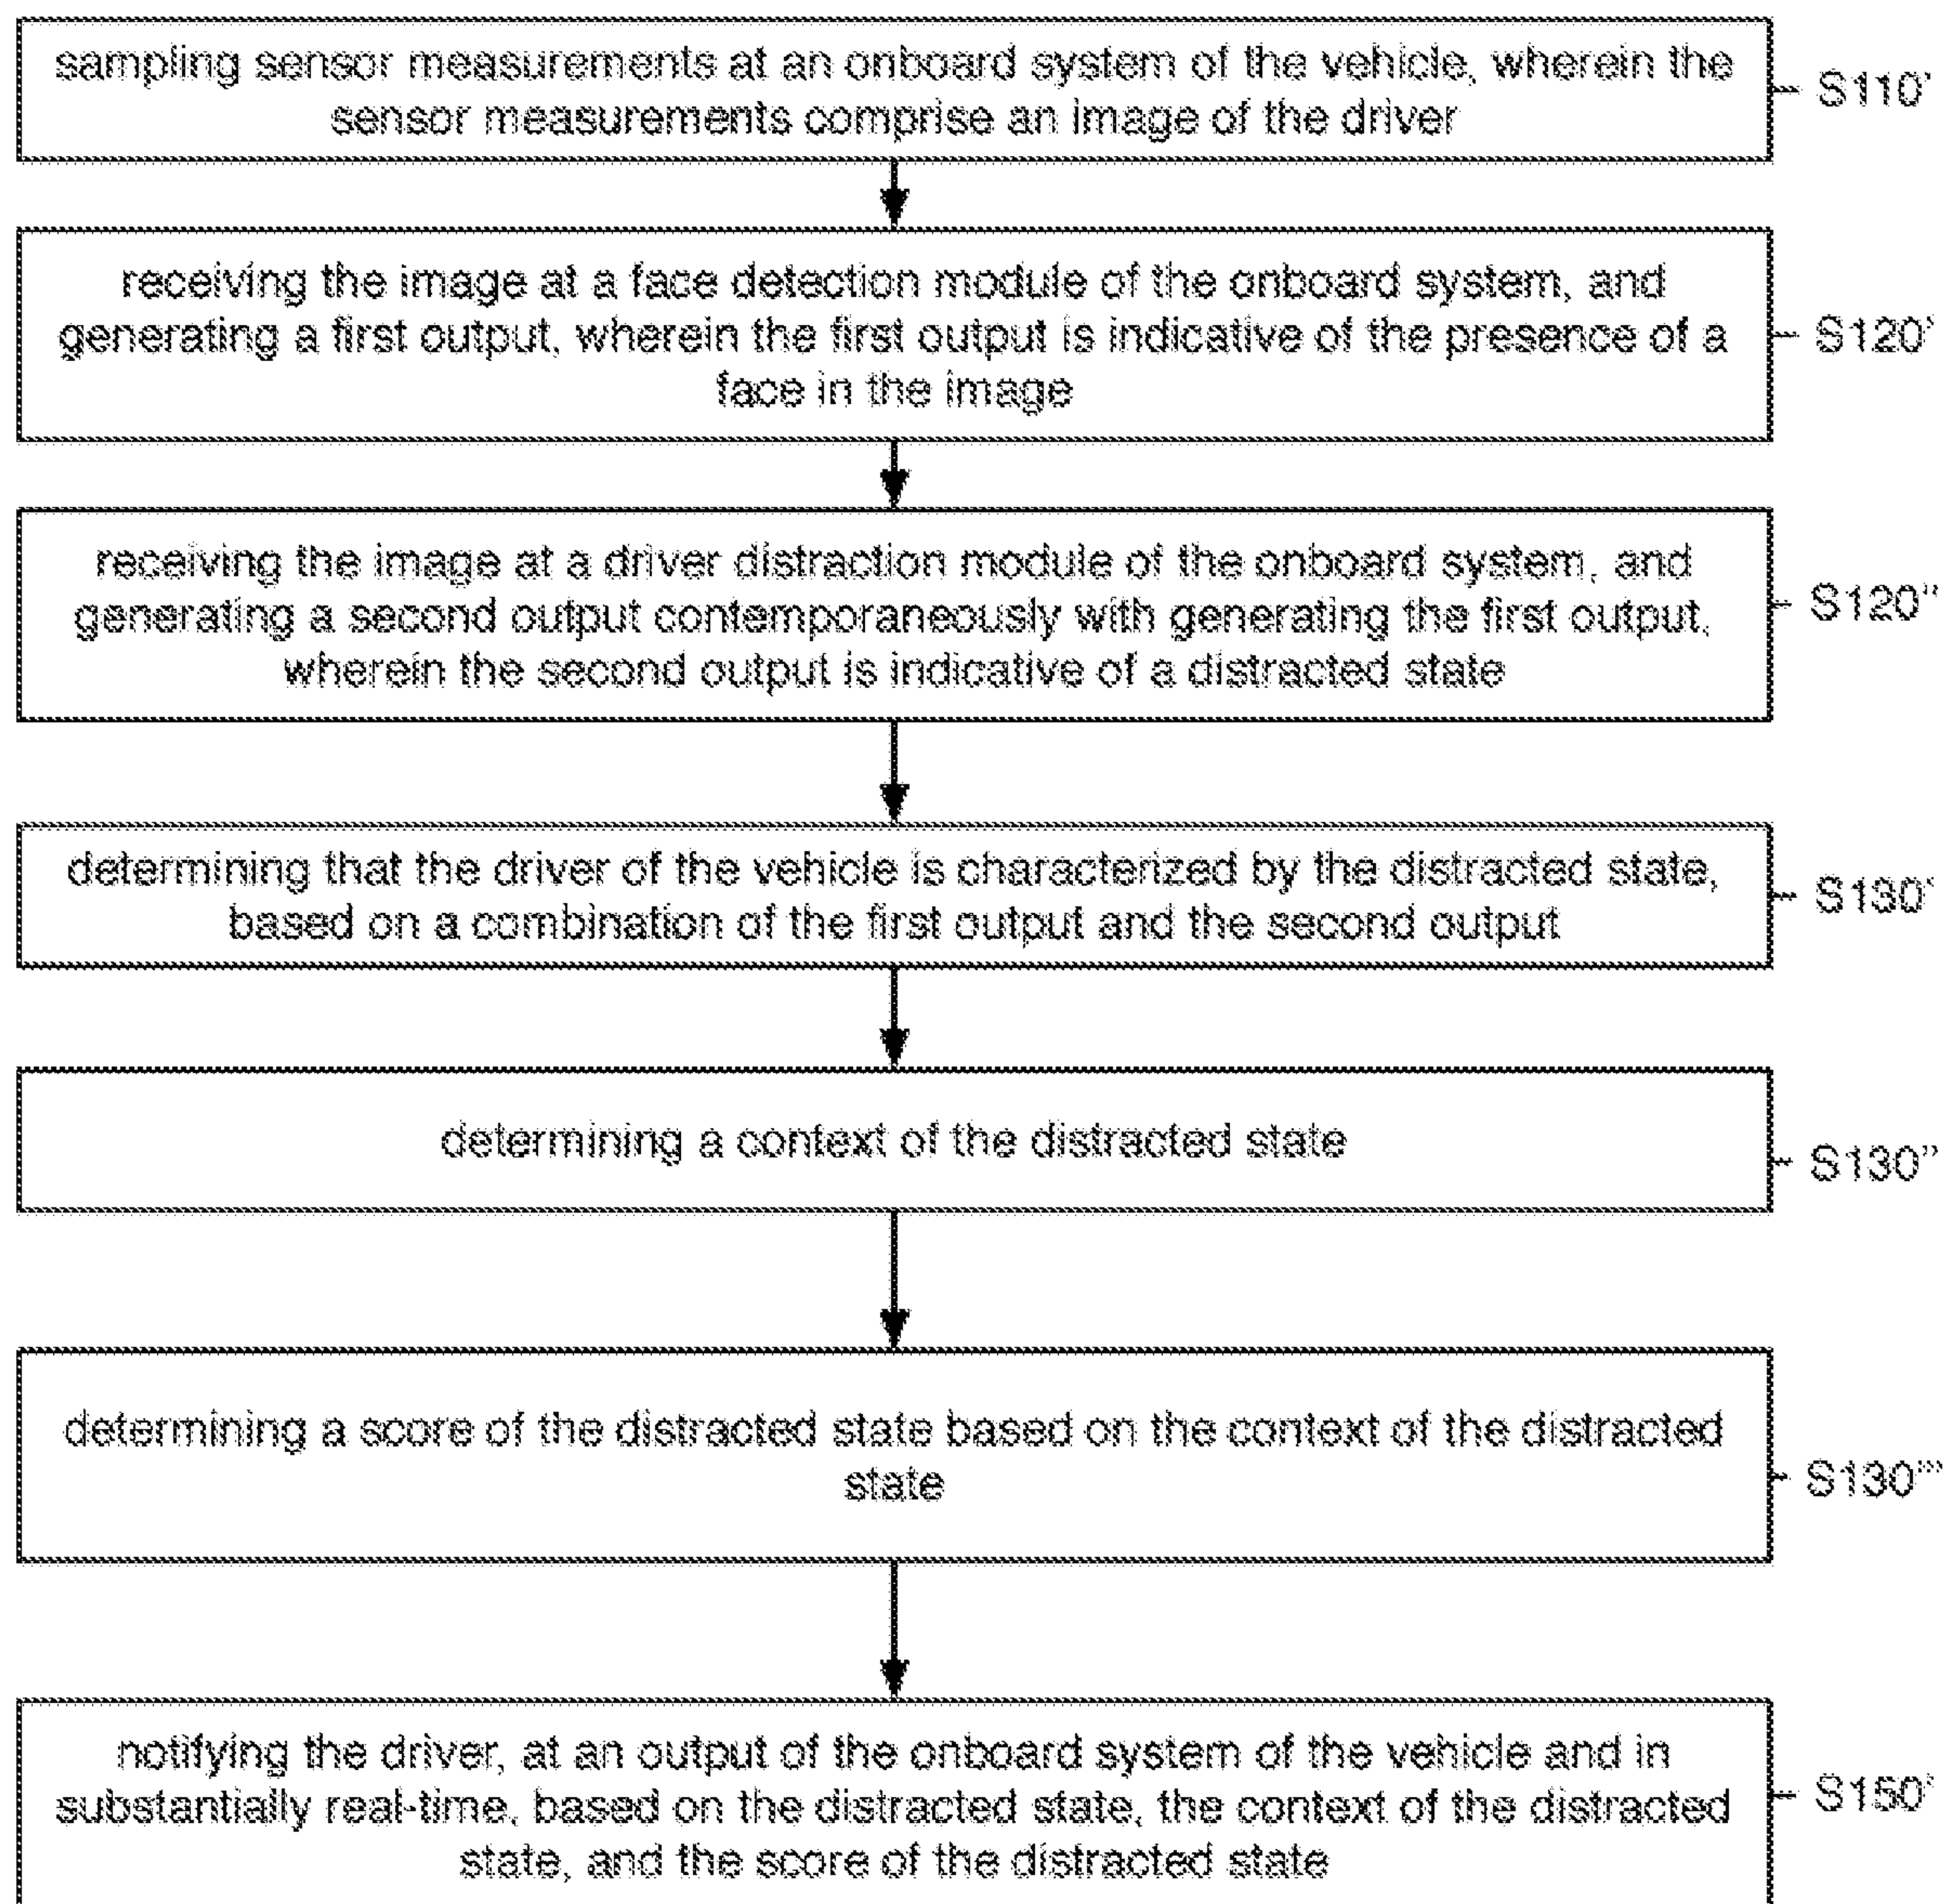 sampling sensor measurements at an onboard system of the vehicle, wherein the
sensor measurements comprise an image of the driver
S110'
receiving the image at a face detection module of the onboard system, and
generating a first output, wherein the first output is indicative of the presence of a
face in the image
S120'
receiving the image at a driver distraction module of the onboard system, and
generating a second output contemporaneously with generating the first output,
wherein the second output is indicative of a distracted state
S120"
determining that the driver of the vehicle is characterized by the distracted state,
based on a combination of the first output and the second output
S130'
determining a context of the distracted state
S130"
determining a score of the distracted state based on the context of the distracted
state
S130'"
notifying the driver, at an output of the onboard system of the vehicle and in
substantially real-time, based on the distracted state, the context of the distracted
state, and the score of the distracted state
S150'